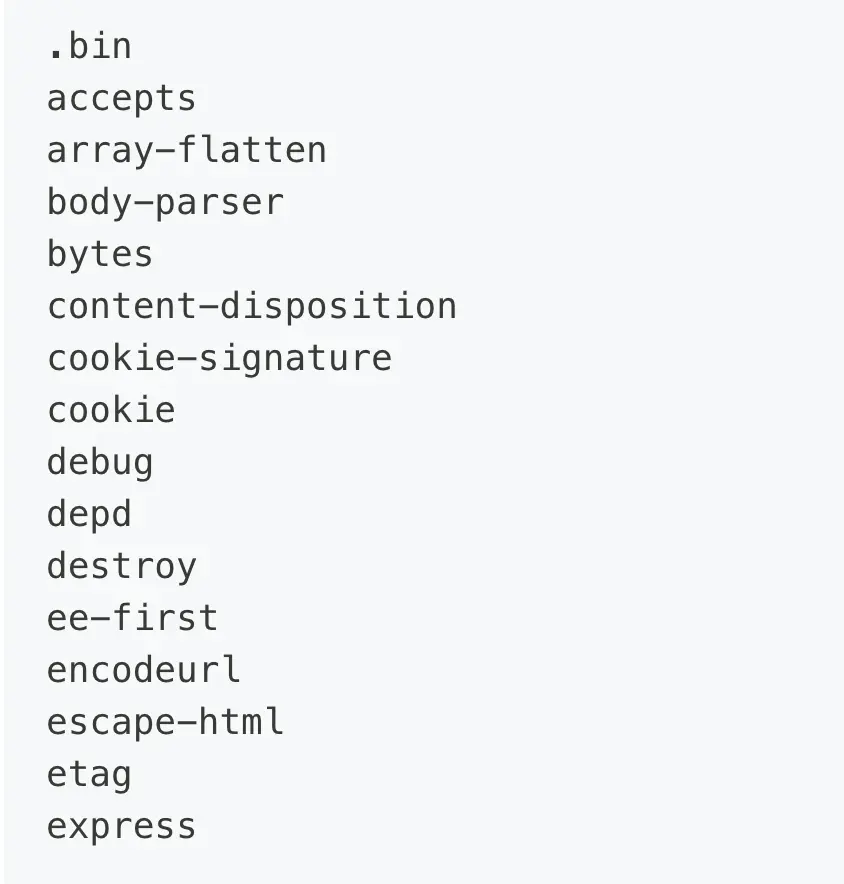 .bin
accepts
array-flatten
body-parser
bytes
content-disposition
cookie-signature
cookie
debug
depd
destroy
ee-first
encodeurl
escape-html
etag
express